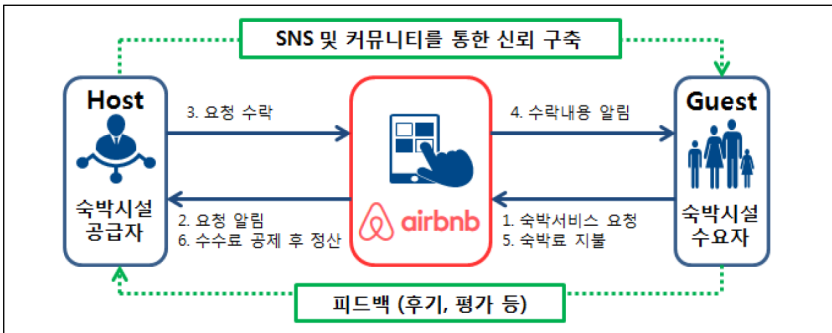 SNS 및 커뮤니티를 통한 신뢰 구축
Host
숙박시설
공급자
3. 요청 수락
2. 요청 알림
6. 수수료 공제 후 정산
airbnb
4. 수락내용 알림
1. 숙박서비스 요청
5. 숙박료 지불
Guest
숙박시설
수요자
피드백 (후기, 평가 등)